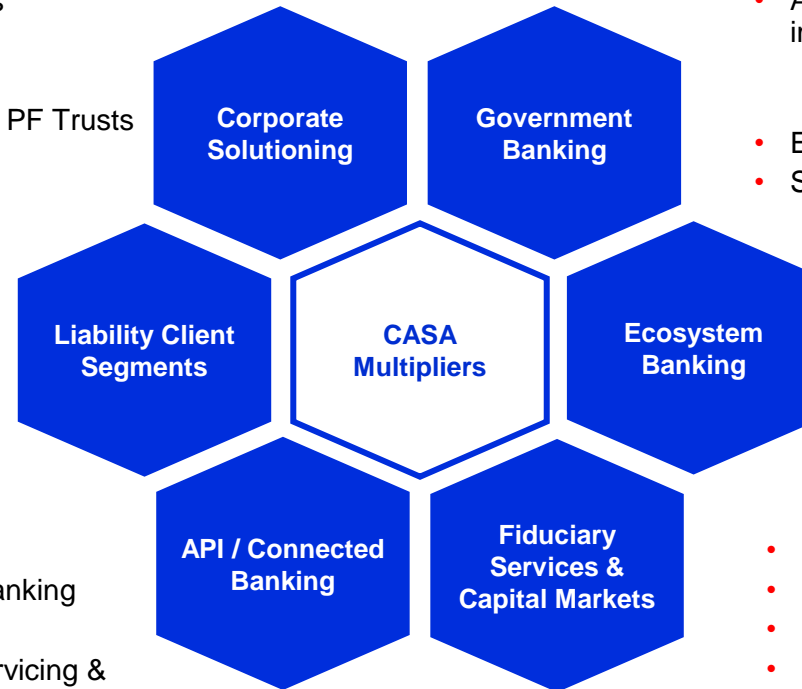 PF Trusts
Corporate
Solutioning
Government
Banking
Liability Client
Segments
CASA
Multipliers
Ecosystem
Banking
API / Connected
Banking
Fiduciary
Services &
Capital Markets
anking
rvicing &